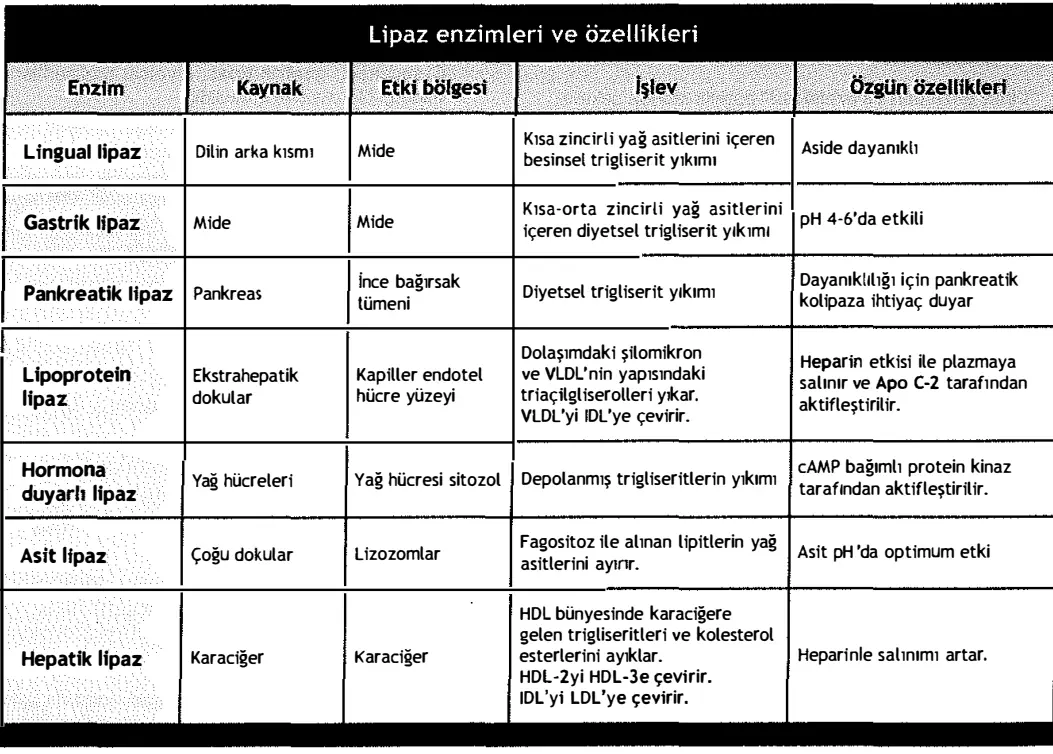 Lipaz enzimleri ve özellikleri
Enzim Kaynak Etki bölgesi İşlev Özgün özellikleri
Lingual lipaz Dilin arka kısmı Mide
Kısa zincirli yağ asitlerini içeren
besinsel trigliserit yıkımı
Aside dayanıklı
Gastrik lipaz Mide Mide
Kısa-orta zincirli yağ asitlerini
içeren diyetsel trigliserit yıkımı
pH 4-6'da etkili
Pankreatik lipaz Pankreas
İnce bağırsak
tümeni
Diyetsel trigliserit yıkımı
Dayanıklılığı için pankreatik
kolipaza ihtiyaç duyar
Lipoprotein
lipaz
Ekstrahepatik
dokular
Kapiller endotel
hücre yüzeyi
Dolaşımdaki şilomikron
ve VLDL'nin yapısındaki
triaçilgliserolleri yıkar.
VLDL'yi IDL'ye çevirir.
Heparin etkisi ile plazmaya
salınır ve Apo C-2 tarafından
aktifleştirilir.
Hormona
duyarlı lipaz
Yağ hücreleri
Yağ hücresi sitozol
Depolanmış trigliseritlerin yıkımı
cAMP bağımlı protein kinaz
tarafından aktifleştirilir.
Asit lipaz Çoğu dokular Lizozomlar
Fagositoz ile alınan lipitlerin yağ
asitlerini ayırır.
Asit pH'da optimum etki
Hepatik lipaz Karaciğer Karaciğer
HDL bünyesinde karaciğere
gelen trigliseritleri ve kolesterol
esterlerini ayıklar.
HDL-2yi HDL-3e çevirir.
IDL'yi LDL'ye çevirir.
Heparinle salınımı artar.